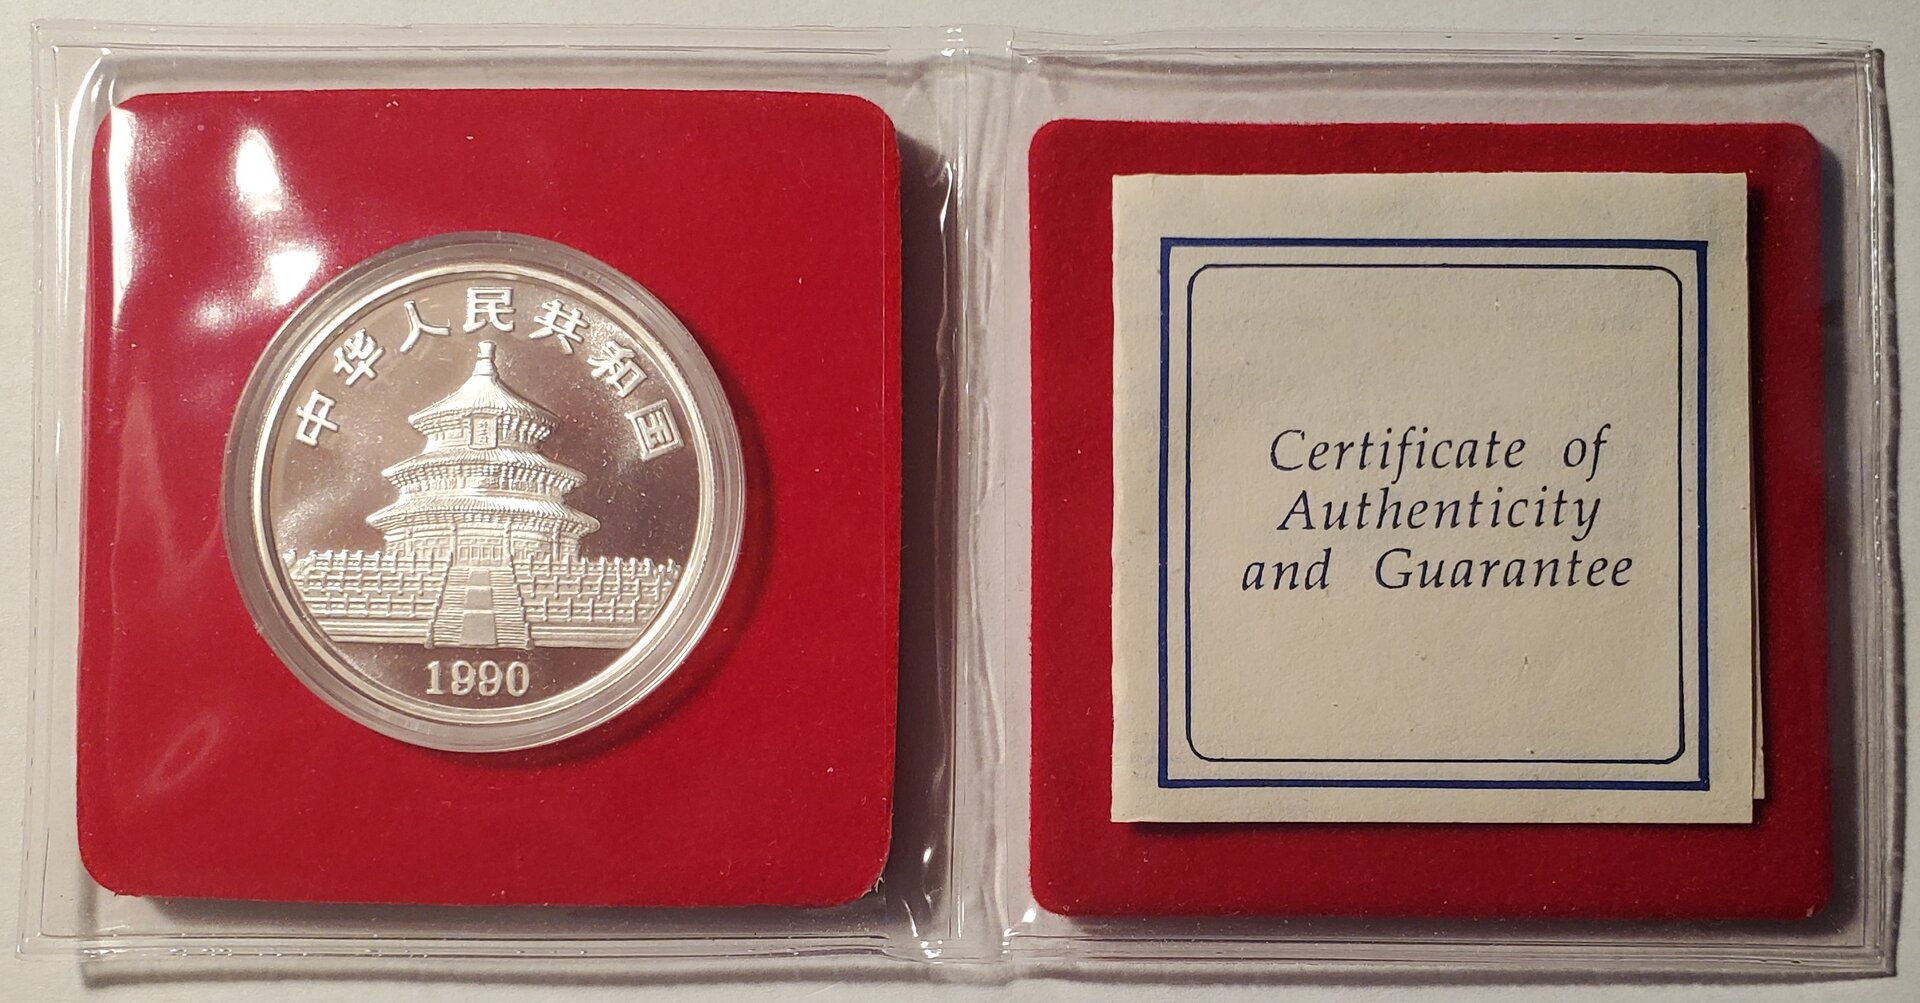 中华人民共和国
1990
Certificate of
Authenticity
and Guarantee